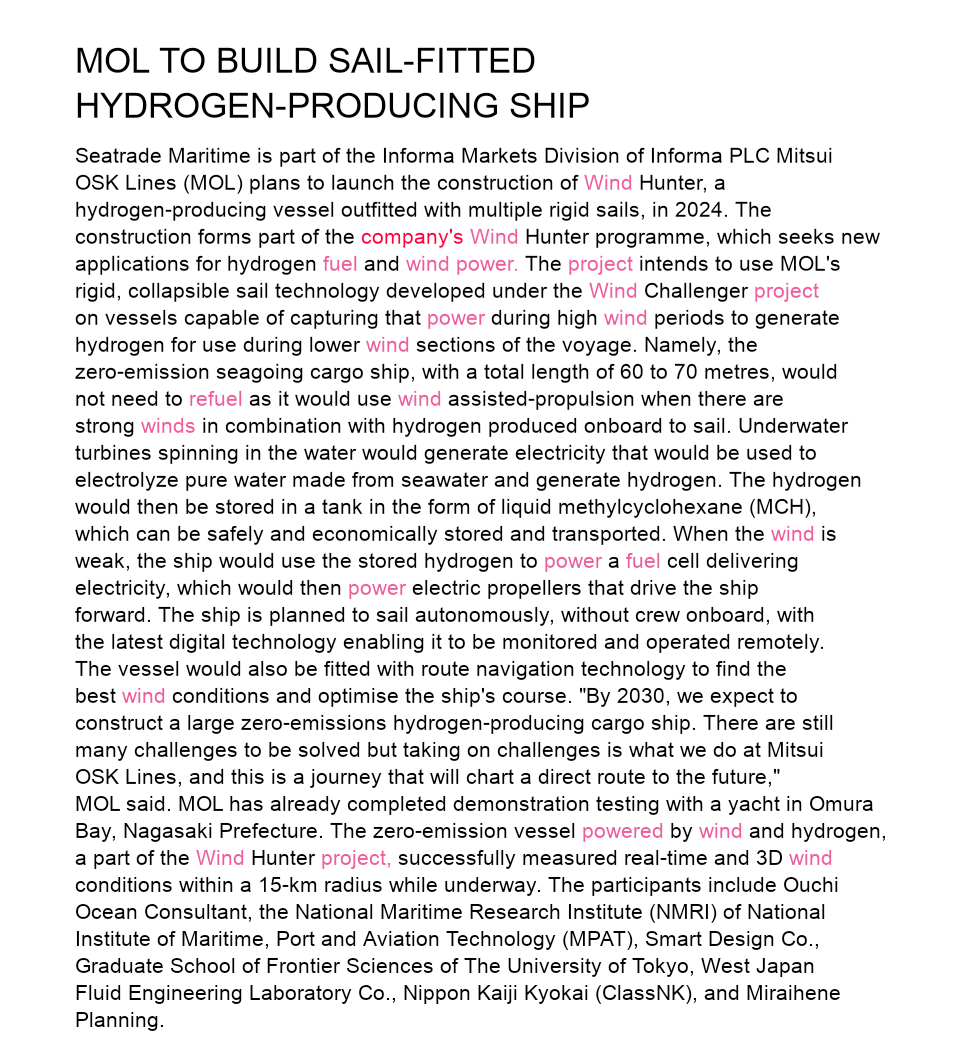 MOL TO BUILD SAIL-FITTED
HYDROGEN-PRODUCING SHIP
Seatrade Maritime is part of the Informa Markets Division of Informa PLC Mitsui
OSK Lines (MOL) plans to launch the construction of Wind Hunter, a
hydrogen-producing vessel outfitted with multiple rigid sails, in 2024. The
construction forms part of the company's Wind Hunter programme, which seeks new
applications for hydrogen fuel and wind power. The project intends to use MOL's
rigid, collapsible sail technology developed under the Wind Challenger project
on vessels capable of capturing that power during high wind periods to generate
hydrogen for use during lower wind sections of the voyage. Namely, the
zero-emission seagoing cargo ship, with a total length of 60 to 70 metres, would
not need to refuel as it would use wind assisted-propulsion when there are
strong winds in combination with hydrogen produced onboard to sail. Underwater
turbines spinning in the water would generate electricity that would be used to
electrolyze pure water made from seawater and generate hydrogen. The hydrogen
would then be stored in a tank in the form of liquid methylcyclohexane (MCH),
which can be safely and economically stored and transported. When the wind is
weak, the ship would use the stored hydrogen to power a fuel cell delivering
electricity, which would then power electric propellers that drive the ship
forward. The ship is planned to sail autonomously, without crew onboard, with
the latest digital technology enabling it to be monitored and operated remotely.
The vessel would also be fitted with route navigation technology to find the
best wind conditions and optimise the ship's course. "By 2030, we expect to
construct a large zero-emissions hydrogen-producing cargo ship. There are still
many challenges to be solved but taking on challenges is what we do at Mitsui
OSK Lines, and this is a journey that will chart a direct route to the future,"
MOL said. MOL has already completed demonstration testing with a yacht in Omura
Bay, Nagasaki Prefecture. The zero-emission vessel powered by wind and hydrogen,
a part of the Wind Hunter project, successfully measured real-time and 3D wind
conditions within a 15-km radius while underway. The participants include Ouchi
Ocean Consultant, the National Maritime Research Institute (NMRI) of National
Institute of Maritime, Port and Aviation Technology (MPAT), Smart Design Co.,
Graduate School of Frontier Sciences of The University of Tokyo, West Japan
Fluid Engineering Laboratory Co., Nippon Kaiji Kyokai (ClassNK), and Miraihene
Planning.